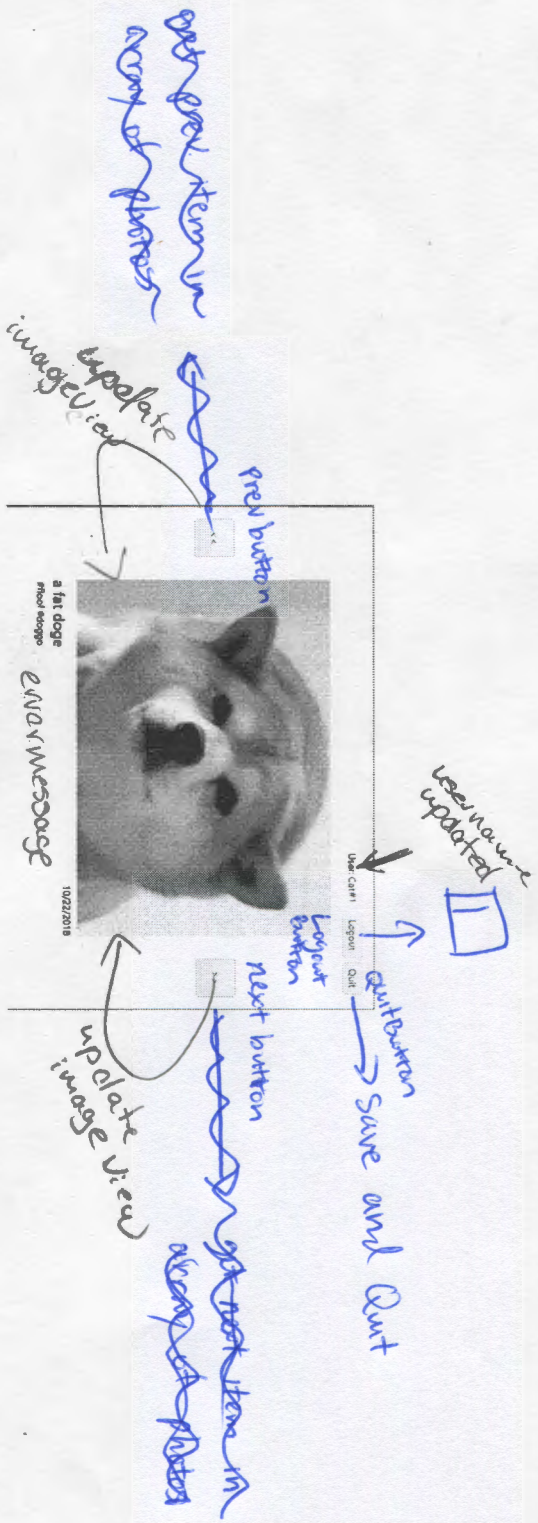 username
updated
QuitButton
Save and Quit
User: Cat#1
Logout
Quit
Logout
button
prev button
next button
<<
>>
get prev item in
array of photos
get next item in
array of photos
update
imageView
update
image View
a fat doge
#floof #doggo
10/22/2018
errormessage